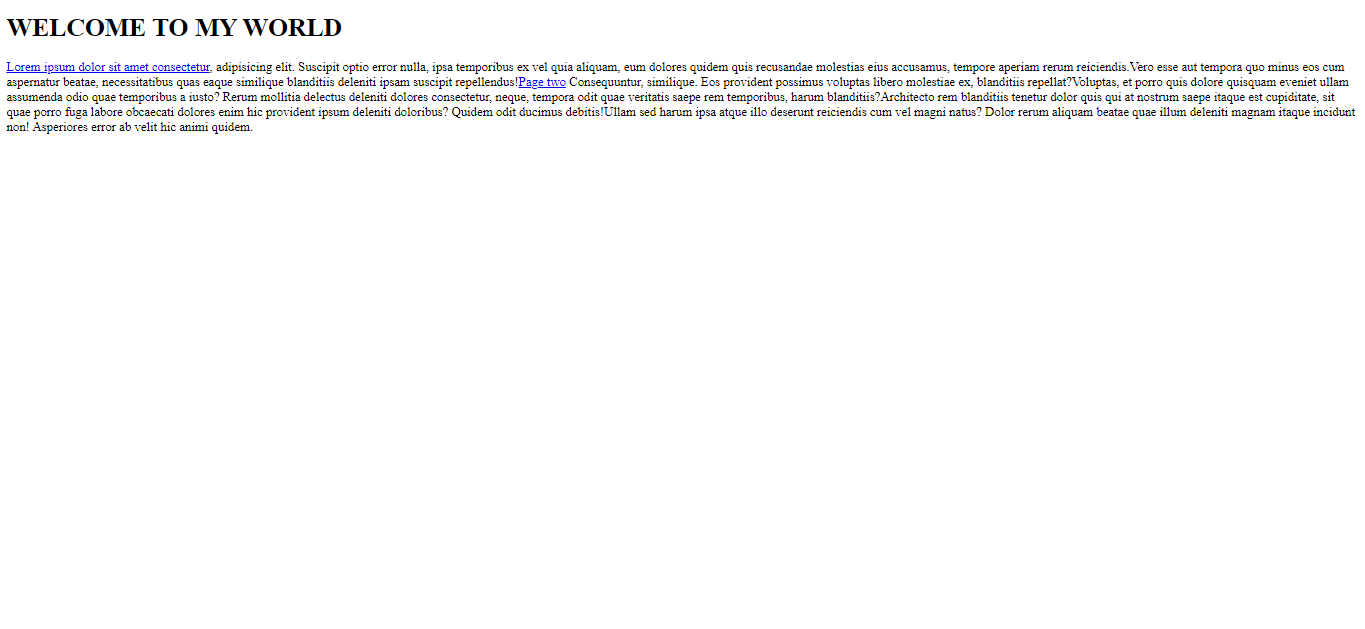 WELCOME TO MY WORLD
Lorem ipsum dolor sit amet consectetur, adipisicing elit. Suscipit optio error nulla, ipsa temporibus ex vel quia aliquam, eum dolores quidem quis recusandae molestias eius accusamus, tempore aperiam rerum reiciendis.Vero esse aut tempora quo minus eos cum
aspernatur beatae, necessitatibus quas eaque similique blanditiis deleniti ipsam suscipit repellendus!Page two Consequuntur, similique. Eos provident possimus voluptas libero molestiae ex, blanditiis repellat?Voluptas, et porro quis dolore quisquam eveniet ullam
assumenda odio quae temporibus a iusto? Rerum mollitia delectus deleniti dolores consectetur, neque, tempora odit quae veritatis saepe rem temporibus, harum blanditiis?Architecto rem blanditiis tenetur dolor quis qui at nostrum saepe itaque est cupiditate, sit
quae porro fuga labore obcaecati dolores enim hic provident ipsum deleniti doloribus? Quidem odit ducimus debitis!Ullam sed harum ipsa atque illo deserunt reiciendis cum vel magni natus? Dolor rerum aliquam beatae quae illum deleniti magnam itaque incidunt
non! Asperiores error ab velit hic animi quidem.